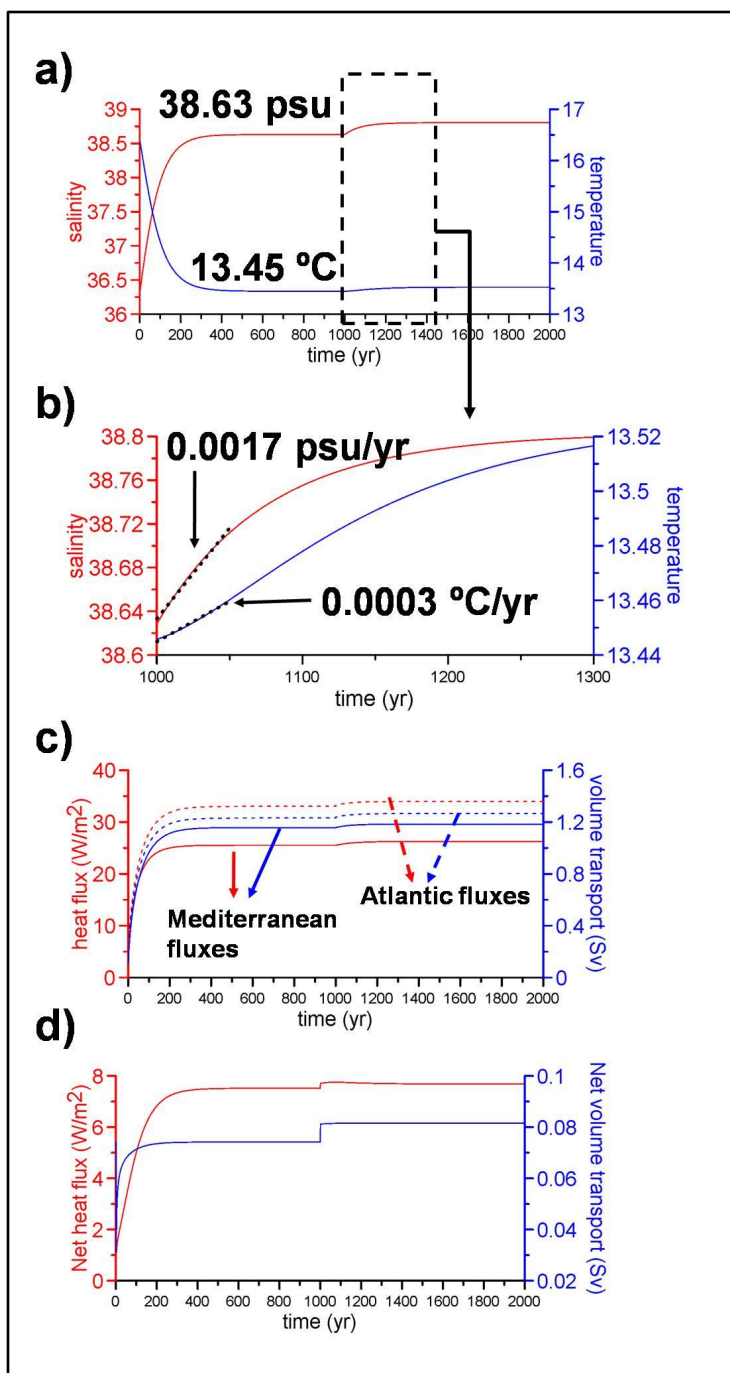 a)
39
38.5
38
37.5
37
36.5
36
salinity
38.63 psu
13.45 ºC
17
16
15
14
13
12
temperature
0 200 400 600 800 1000 1200 1400 1600 1800 2000
time (yr)
b)
38.8
38.76
38.72
38.68
38.64
38.6
salinity
0.0017 psu/yr
0.0003 ºC/yr
13.52
13.5
13.48
13.46
13.44
temperature
1000 1100 1200 1300
time (yr)
c)
40
30
20
10
0
heat flux (W/m2)
Mediterranean
fluxes
Atlantic fluxes
1.6
1.2
0.8
0.4
0
volume transport (Sv)
0 200 400 600 800 1000 1200 1400 1600 1800 2000
time (yr)
d)
8
6
4
2
0
Net heat flux (W/m2)
0.1
0.08
0.06
0.04
0.02
Net volume transport (Sv)
0 200 400 600 800 1000 1200 1400 1600 1800 2000
time (yr)